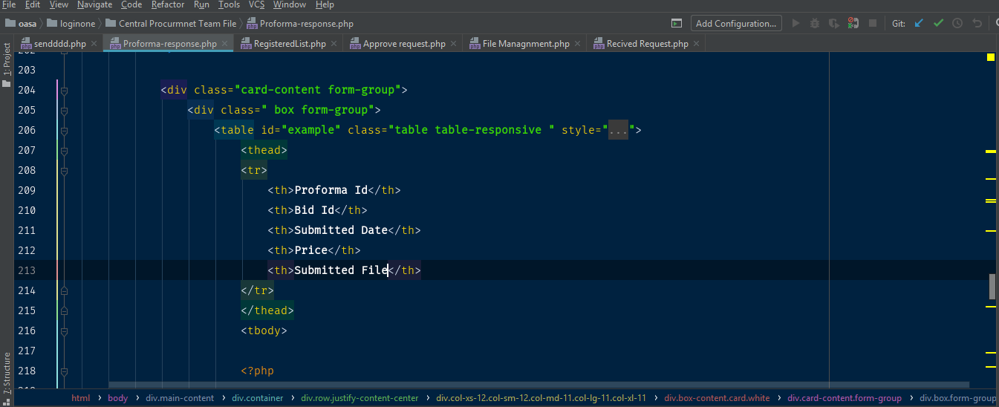 File Edit View Navigate Code Refactor Run Tools VCS Window Help
oasa loginone Central Procurmnet Team File Proforma-response.php Add Configuration... Git:
sendddd.php Proforma-response.php RegisteredList.php Approve request.php File Managnment.php Recived Request.php
1: Project
203
204 <div class="card-content form-group">
205 <div class=" box form-group">
206 <table id="example" class="table table-responsive " style="...">
207 <thead>
208 <tr>
209 <th>Proforma Id</th>
210 <th>Bid Id</th>
211 <th>Submitted Date</th>
212 <th>Price</th>
213 <th>Submitted File</th>
214 </tr>
215 </thead>
216 <tbody>
217
218 <?php
7: Structure
html body div.main-content div.container div.row.justify-content-center div.col-xs-12.col-sm-12.col-md-11.col-lg-11.col-xl-11 div.box-content.card.white div.card-content.form-group div.box.form-group